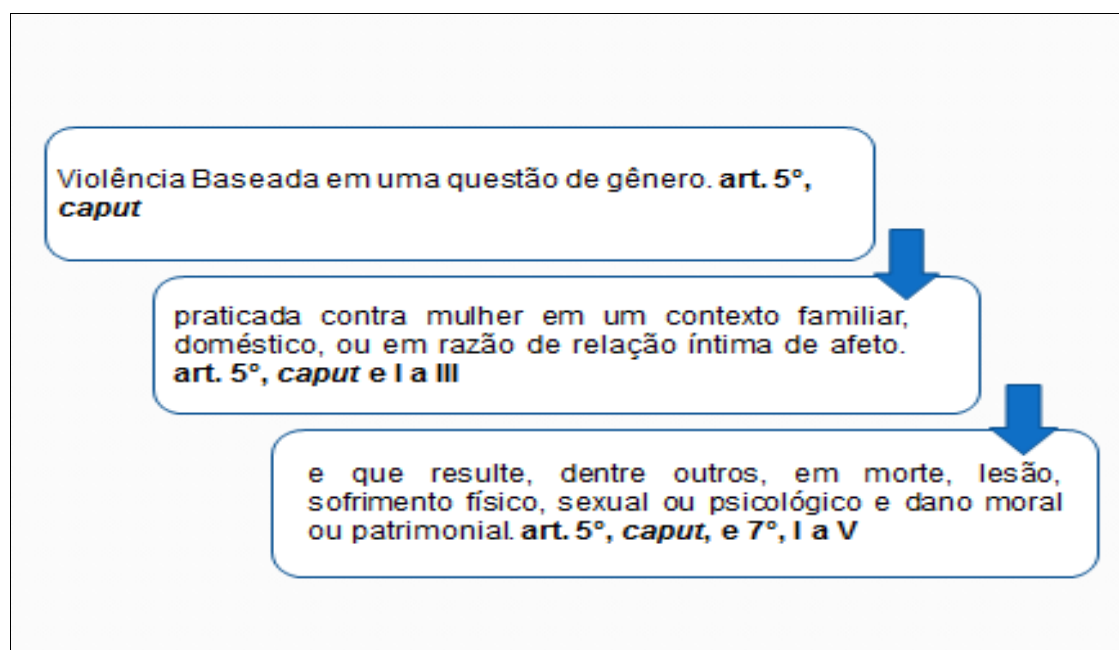 Violência Baseada em uma questão de gênero. art. 5°,
caput
praticada contra mulher em um contexto familiar,
doméstico, ou em razão de relação íntima de afeto.
art. 5°, caput e I a III
e que resulte, dentre outros, em morte, lesão,
sofrimento físico, sexual ou psicológico e dano moral
ou patrimonial. art. 5°, caput, e 7°, I a V